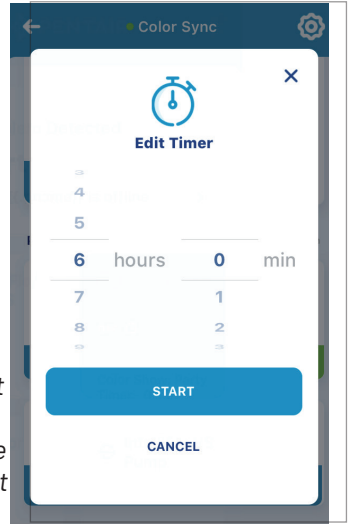 Color Sync
Edit Timer
4
5
6 hours 0 min
7 1
8 2
START
CANCEL